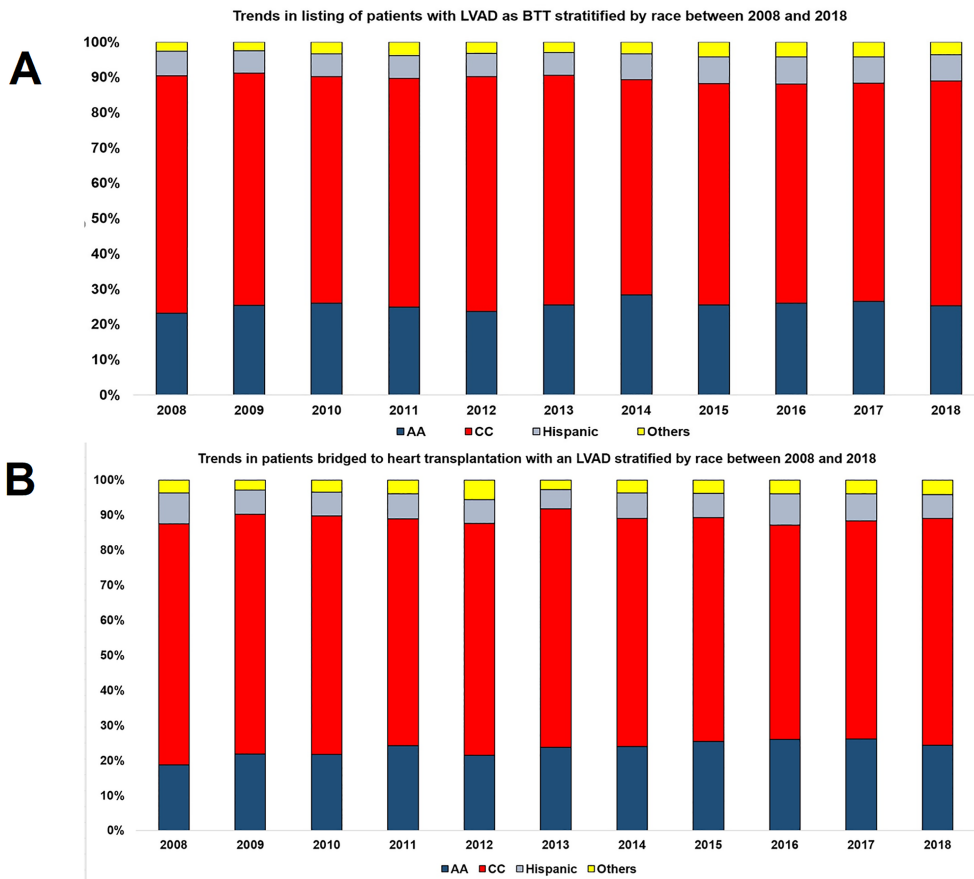 Trends in listing of patients with LVAD as BTT stratitified by race between 2008 and 2018
A
100%
90%
80%
70%
60%
50%
40%
30%
20%
10%
0%
2008 2009 2010 2011 2012 2013 2014 2015 2016 2017 2018
AA CC Hispanic Others
Trends in patients bridged to heart transplantation with an LVAD stratified by race between 2008 and 2018
B
100%
90%
80%
70%
60%
50%
40%
30%
20%
10%
0%
2008 2009 2010 2011 2012 2013 2014 2015 2016 2017 2018
AA CC Hispanic Others